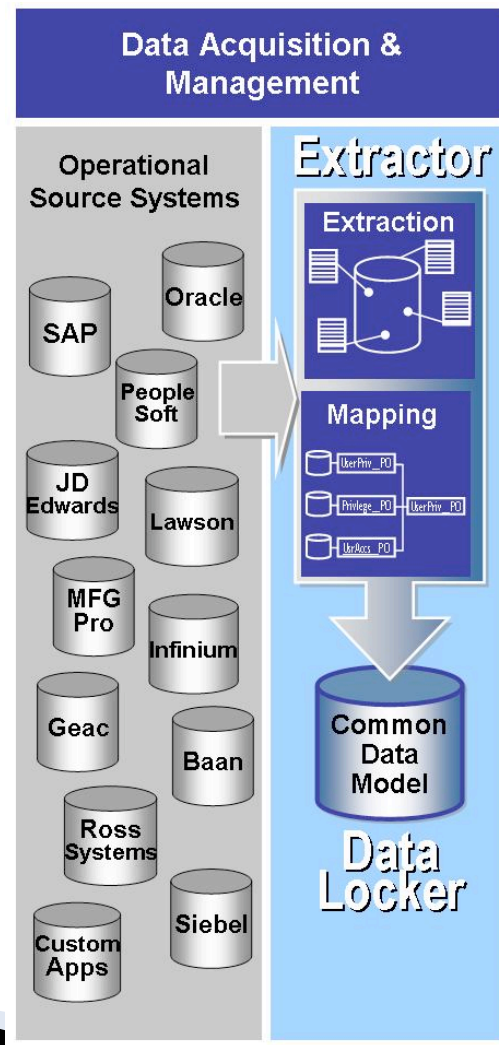 Data Acquisition &
Management
Operational
Source Systems
Oracle
SAP
People
Soft
JD
Edwards
Lawson
MFG
Pro
Infinium
Geac
Baan
Ross
Systems
Siebel
Custom
Apps
Extractor
Extraction
Mapping
UserPriv_PO
Privilege_PO
UserPriv_PO
UsrAccs_PO
Common
Data
Model
Data
Locker